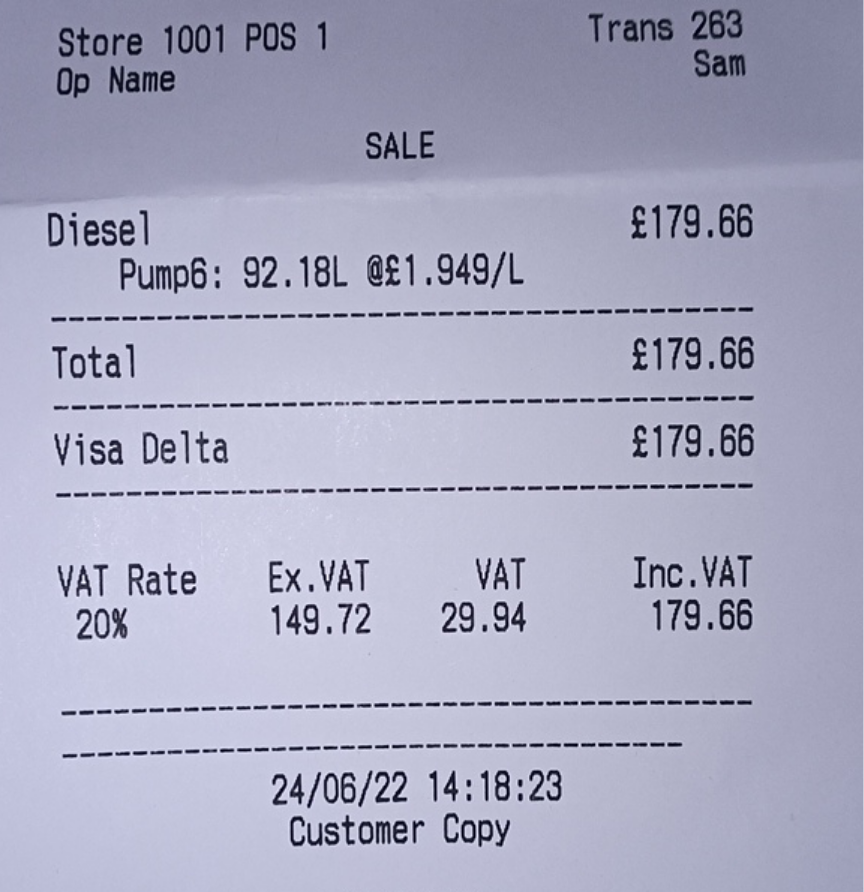 Store 1001 POS 1 Trans 263
Op Name Sam
SALE
Diesel £179.66
Pump6: 92.18L @£1.949/L
Total £179.66
Visa Delta £179.66
VAT Rate Ex.VAT VAT Inc.VAT
20% 149.72 29.94 179.66
24/06/22 14:18:23
Customer Copy